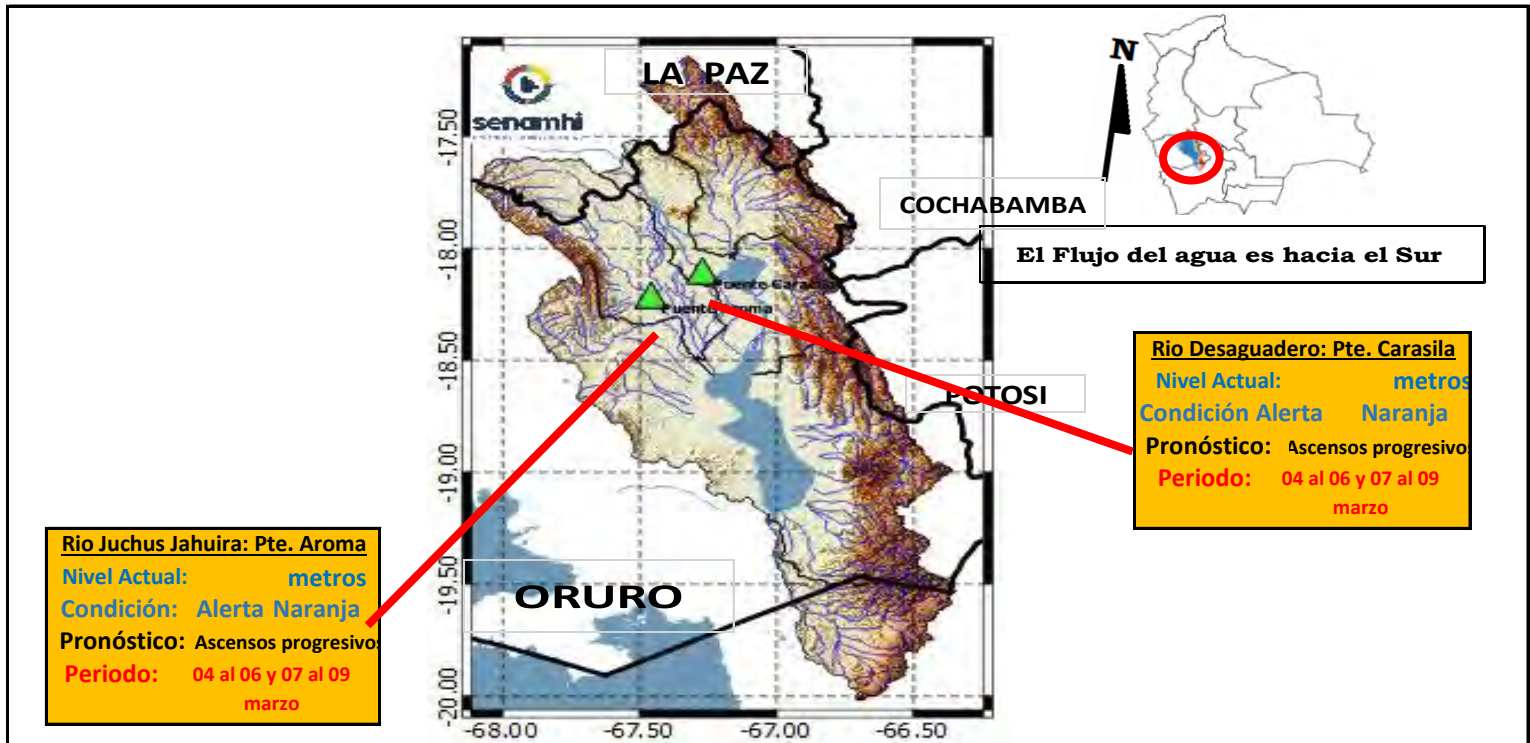 LA PAZ
senamhi
N
COCHABAMBA
El Flujo del agua es hacia el Sur
POTOSI
ORURO
Puente
Puente
Rio Desaguadero: Pte. Carasila
Nivel Actual: metros
Condición Alerta Naranja
Pronóstico: Ascensos progresivo
Periodo: 04 al 06 y 07 al 09
marzo
Rio Juchus Jahuira: Pte. Aroma
Nivel Actual: metros
Condición: Alerta Naranja
Pronóstico: Ascensos progresivo
Periodo: 04 al 06 y 07 al 09
marzo
-17.50
-18.00
-18.50
-19.00
-19.50
-20.00
-68.00 -67.50 -67.00 -66.50